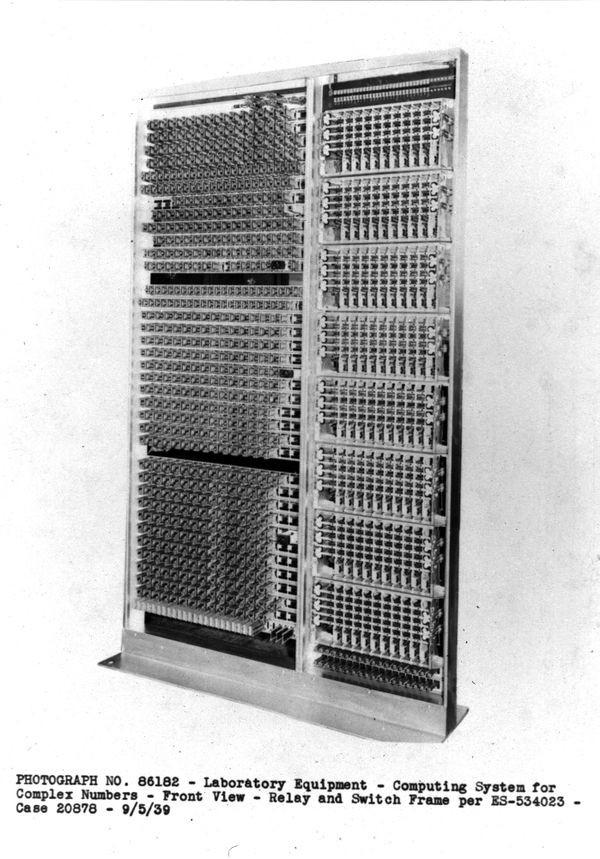 PHOTOGRAPH NO. 86182 - Laboratory Equipment - Computing System for
Complex Numbers - Front View - Relay and Switch Frame per ES-534023 -
Case 20878 - 9/5/39